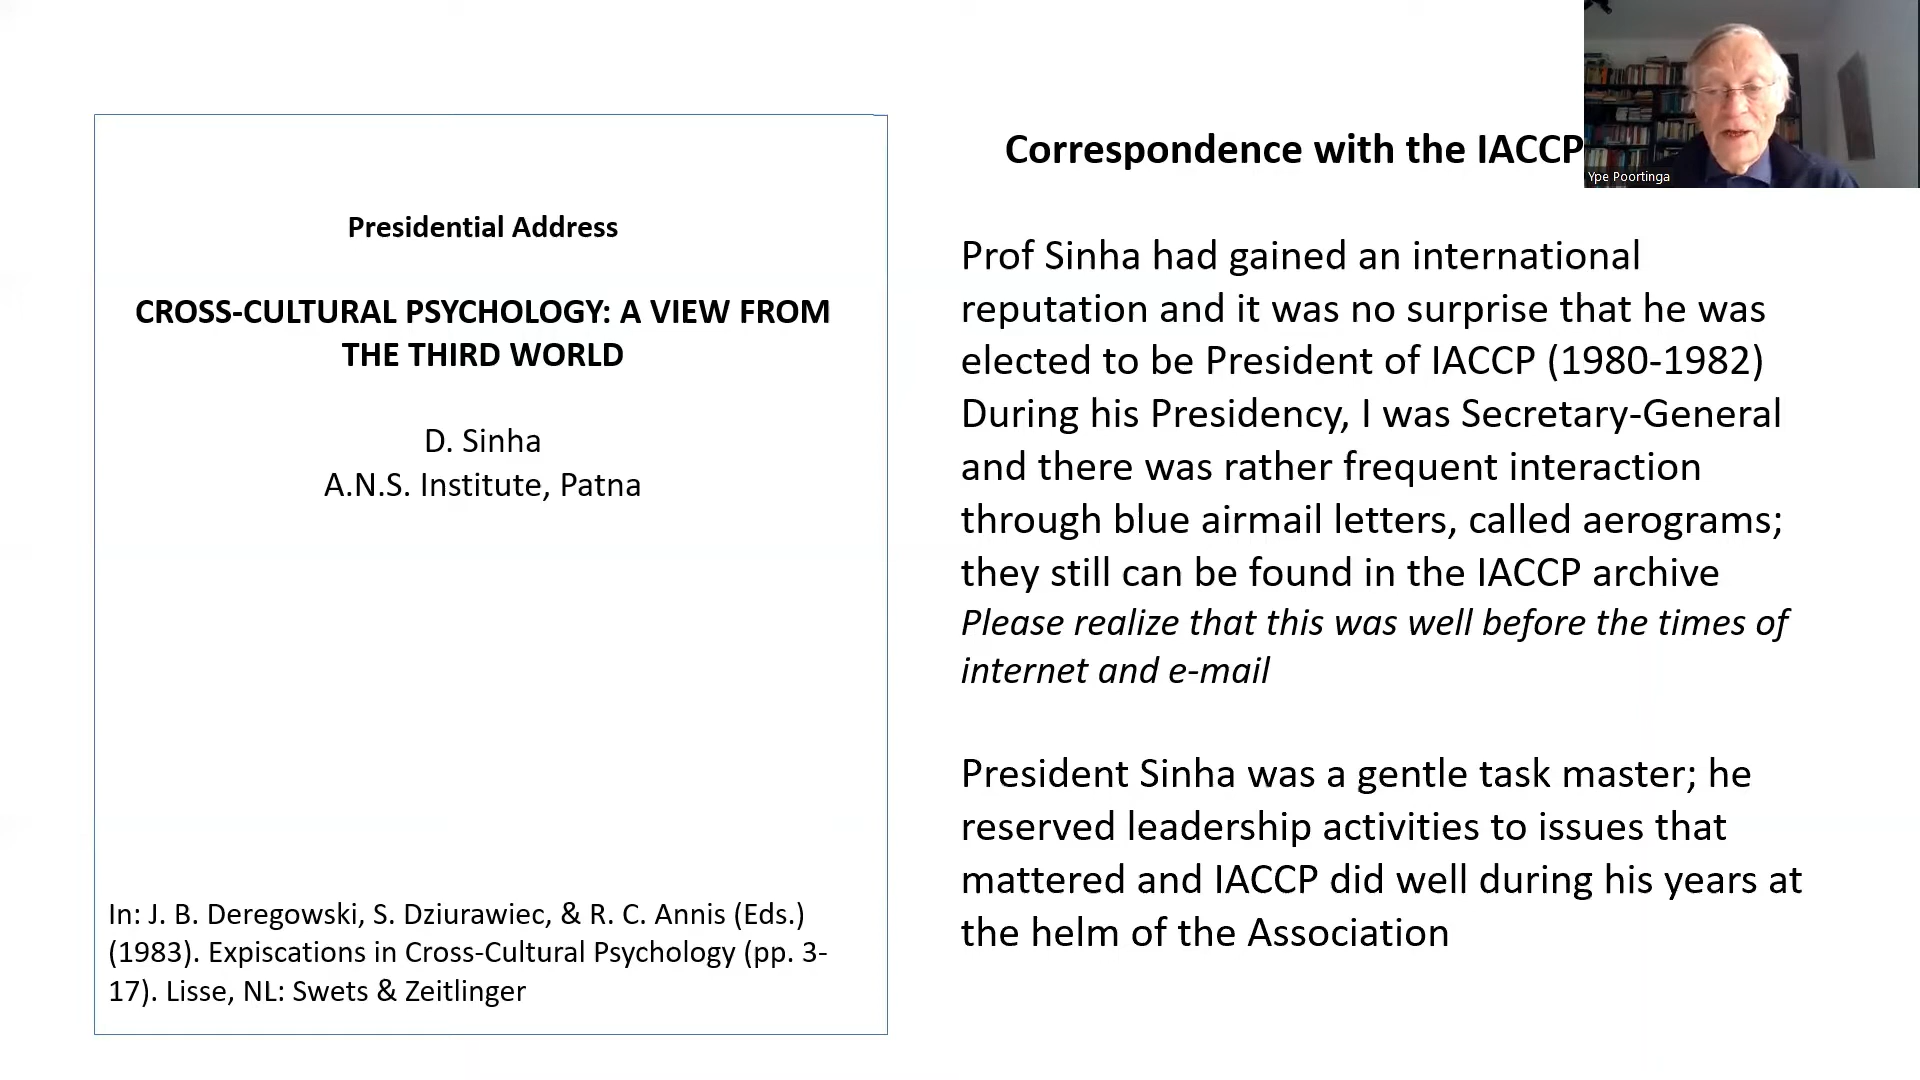 Presidential Address
CROSS-CULTURAL PSYCHOLOGY: A VIEW FROM
THE THIRD WORLD
D. Sinha
A.N.S. Institute, Patna
In: J. B. Deregowski, S. Dziurawiec, & R. C. Annis (Eds.)
(1983). Expiscations in Cross-Cultural Psychology (pp. 3-
17). Lisse, NL: Swets & Zeitlinger
Correspondence with the IACCP
Prof Sinha had gained an international
reputation and it was no surprise that he was
elected to be President of IACCP (1980-1982)
During his Presidency, I was Secretary-General
and there was rather frequent interaction
through blue airmail letters, called aerograms;
they still can be found in the IACCP archive
Please realize that this was well before the times of
internet and e-mail
President Sinha was a gentle task master; he
reserved leadership activities to issues that
mattered and IACCP did well during his years at
the helm of the Association
Ype Poortinga